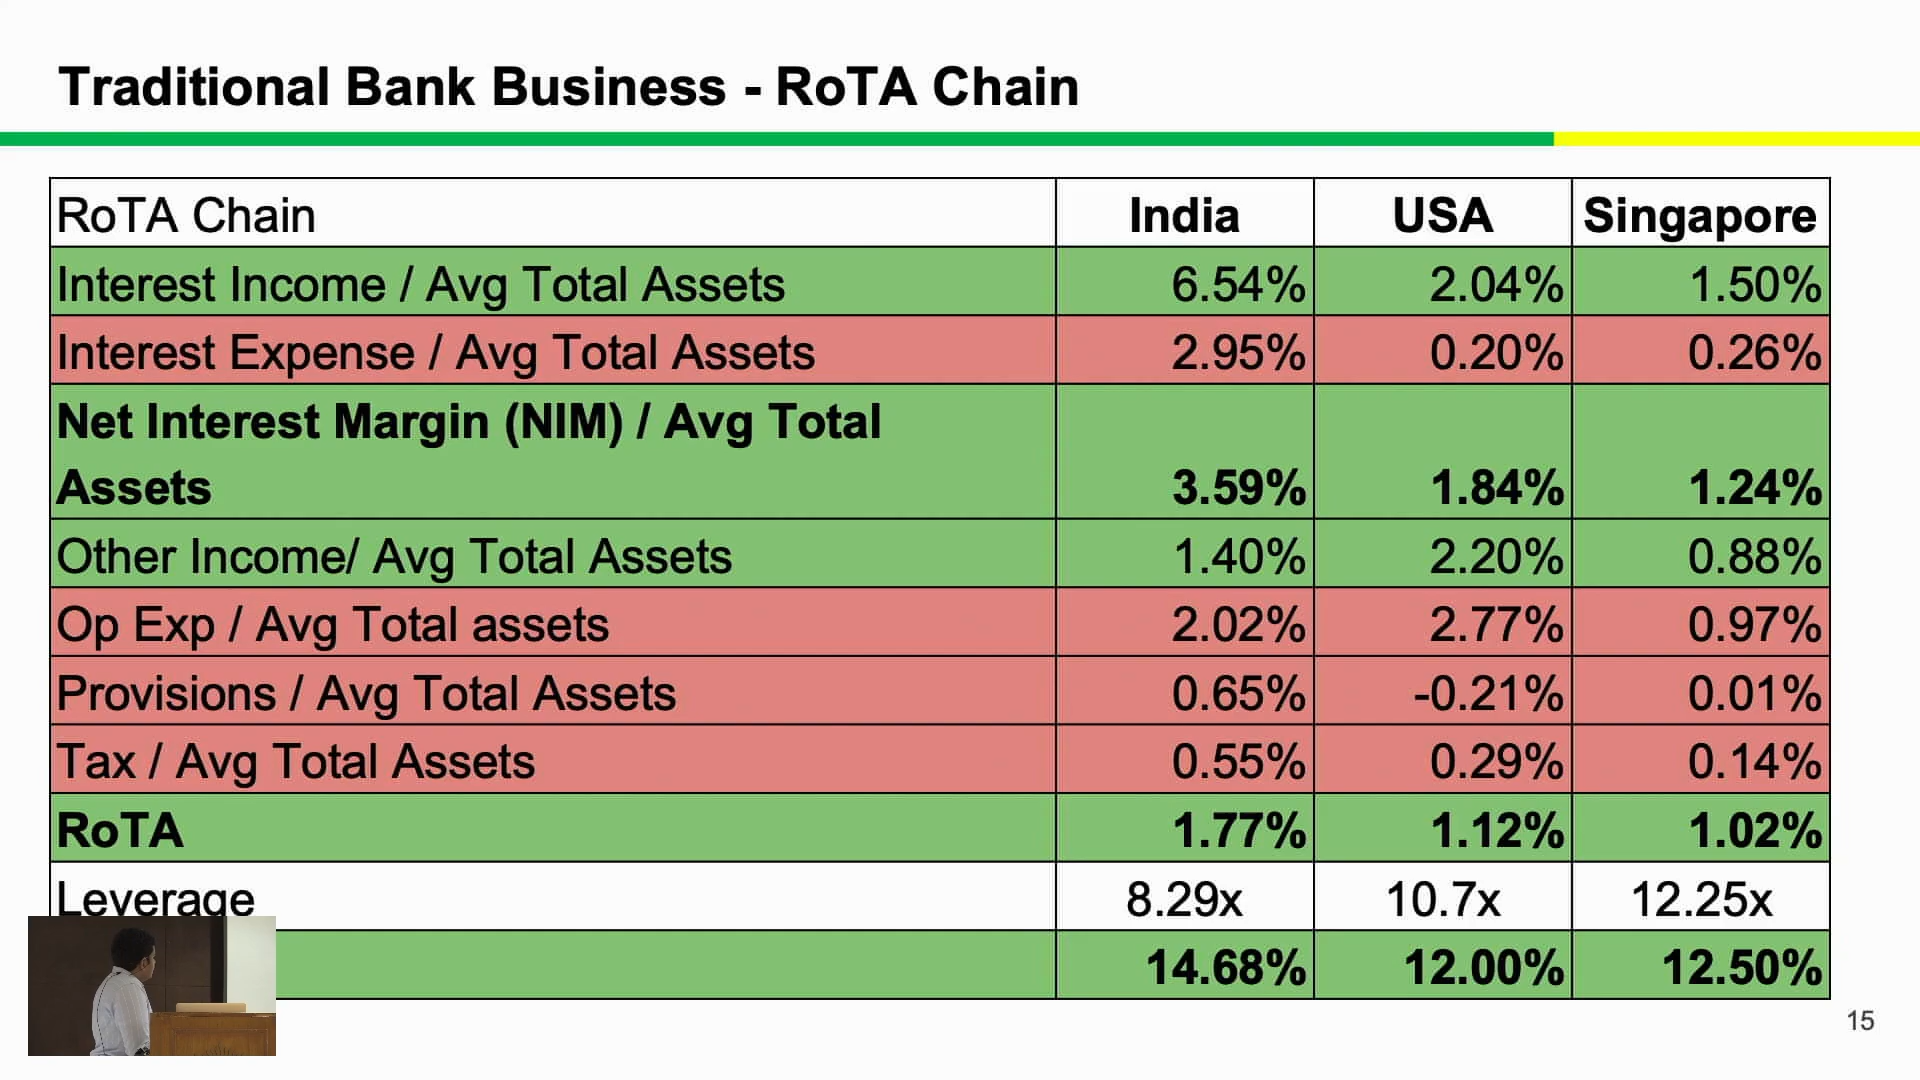 Traditional Bank Business - RoTA Chain
RoTA Chain India USA Singapore
Interest Income / Avg Total Assets 6.54% 2.04% 1.50%
Interest Expense / Avg Total Assets 2.95% 0.20% 0.26%
Net Interest Margin (NIM) / Avg Total
Assets 3.59% 1.84% 1.24%
Other Income/ Avg Total Assets 1.40% 2.20% 0.88%
Op Exp / Avg Total assets 2.02% 2.77% 0.97%
Provisions / Avg Total Assets 0.65% -0.21% 0.01%
Tax / Avg Total Assets 0.55% 0.29% 0.14%
RoTA 1.77% 1.12% 1.02%
Leverage 8.29x 10.7x 12.25x
14.68% 12.00% 12.50%
15